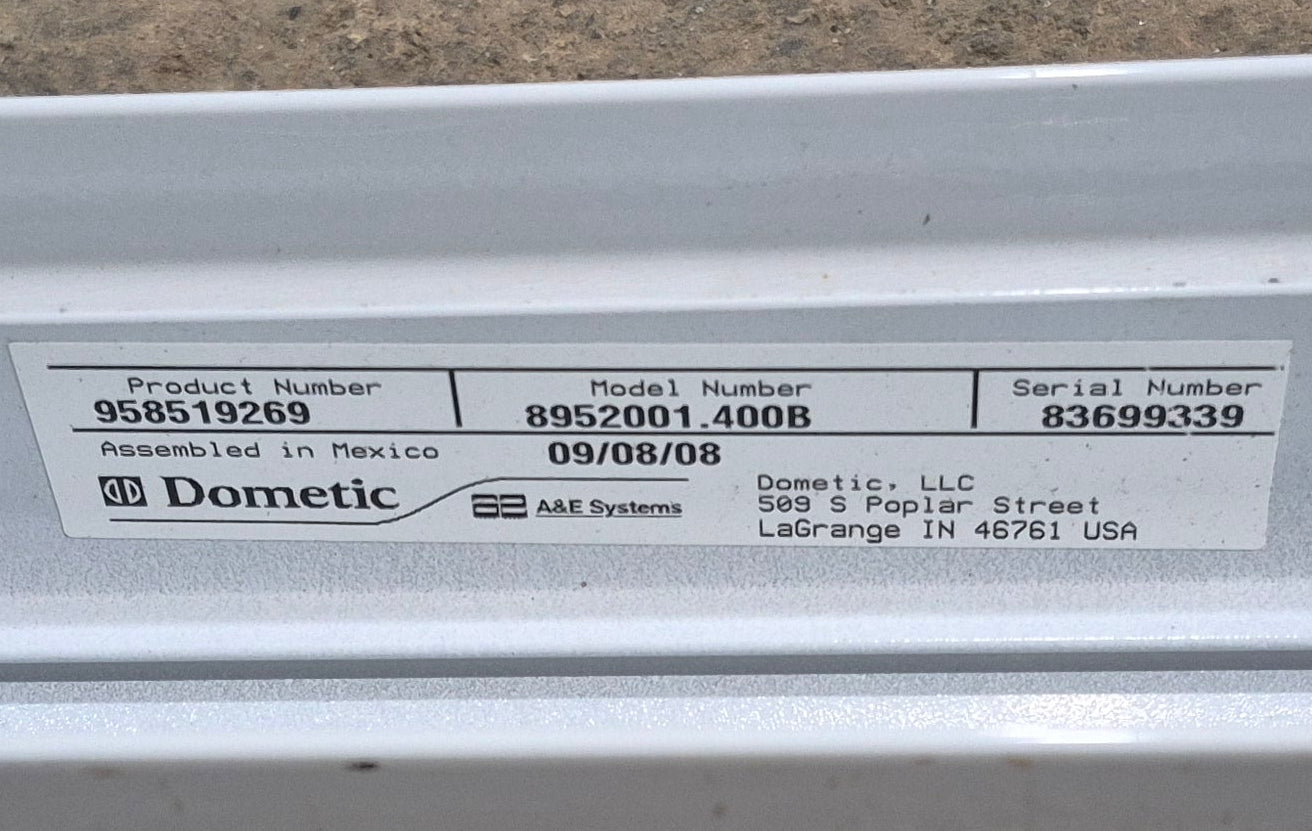 Product Number Model Number Serial Number
958519269 8952001.400B 83699339
Assembled in Mexico 09/08/08
Dometic A&E Systems
Dometic, LLC
509 S Poplar Street
LaGrange IN 46761 USA